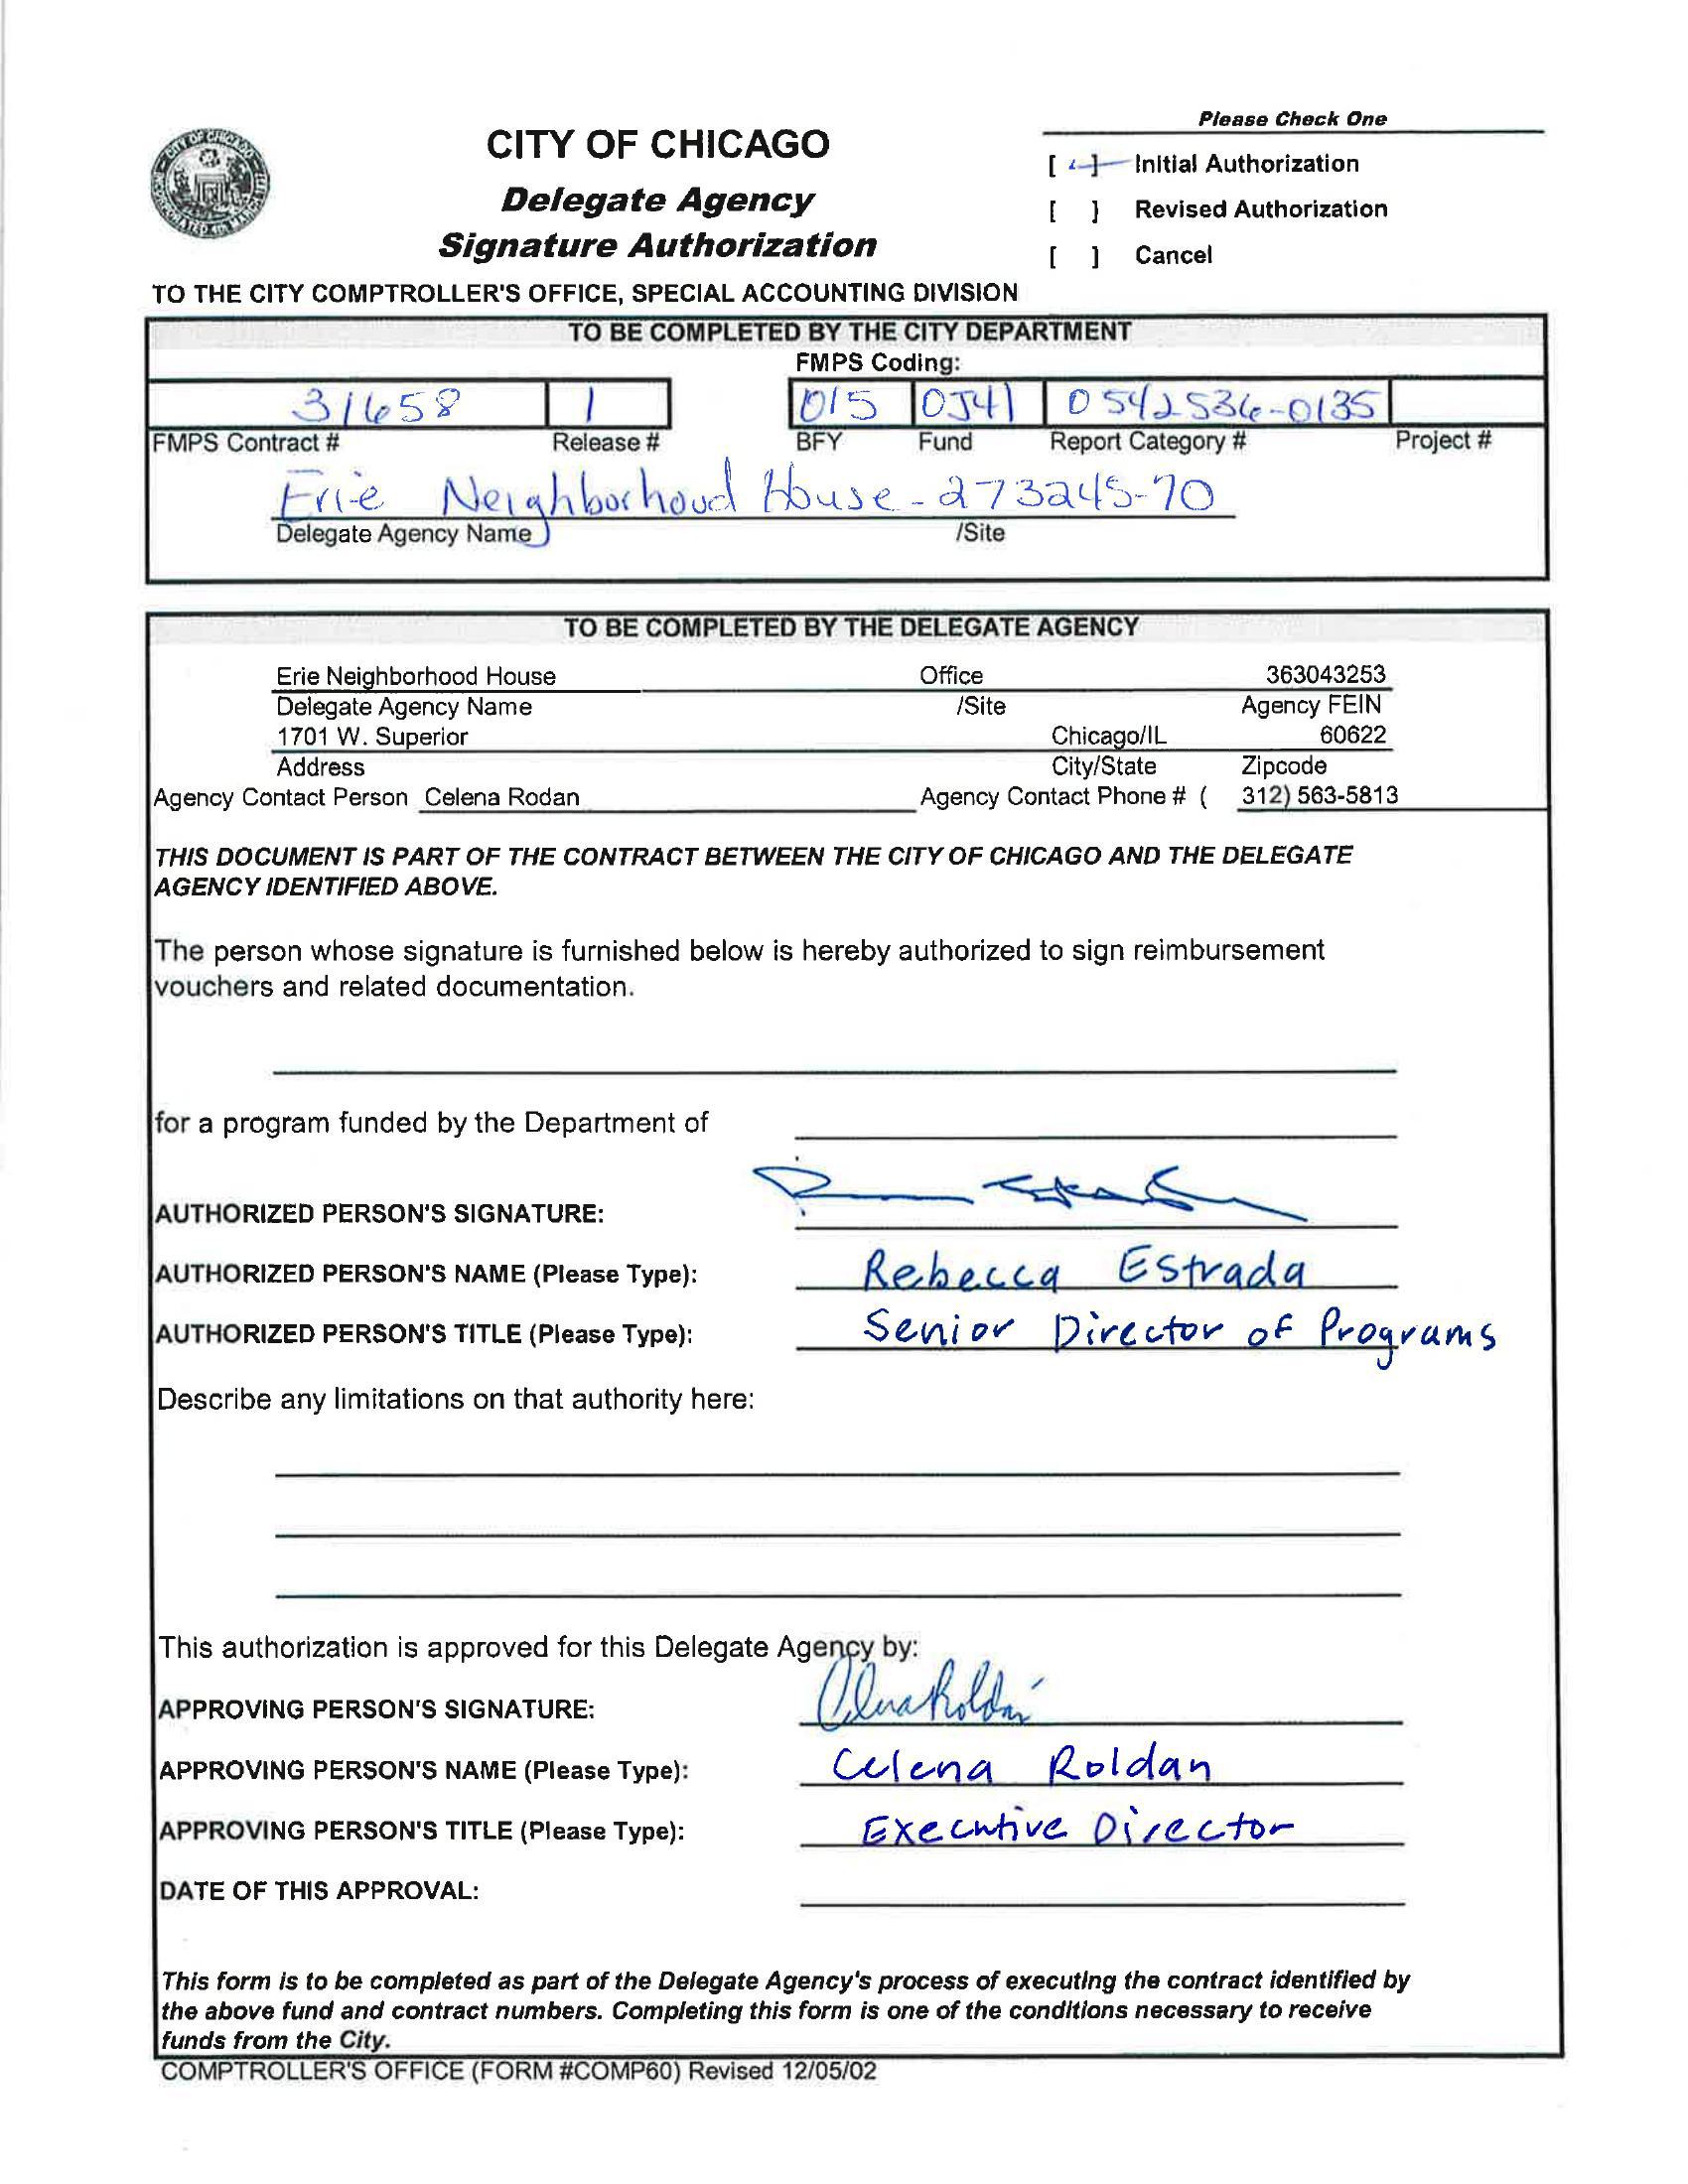 Please Check One
CITY OF CHICAGO
[ ✓ ] Initial Authorization
Delegate Agency
[ ] Revised Authorization
Signature Authorization
[ ] Cancel
TO THE CITY COMPTROLLER'S OFFICE, SPECIAL ACCOUNTING DIVISION
TO BE COMPLETED BY THE CITY DEPARTMENT
FMPS Coding:
31658 1 015 0J41 0542536-0135
FMPS Contract # Release # BFY Fund Report Category # Project #
Erie Neighborhood House - 273245-70
Delegate Agency Name /Site
TO BE COMPLETED BY THE DELEGATE AGENCY
Erie Neighborhood House Office 363043253
Delegate Agency Name /Site Agency FEIN
1701 W. Superior Chicago/IL 60622
Address City/State Zipcode
Agency Contact Person Celena Rodan Agency Contact Phone # ( 312) 563-5813
THIS DOCUMENT IS PART OF THE CONTRACT BETWEEN THE CITY OF CHICAGO AND THE DELEGATE
AGENCY IDENTIFIED ABOVE.
The person whose signature is furnished below is hereby authorized to sign reimbursement
vouchers and related documentation.
for a program funded by the Department of
AUTHORIZED PERSON'S SIGNATURE:
AUTHORIZED PERSON'S NAME (Please Type): Rebecca Estrada
AUTHORIZED PERSON'S TITLE (Please Type): Senior Director of Programs
Describe any limitations on that authority here:
This authorization is approved for this Delegate Agency by:
APPROVING PERSON'S SIGNATURE: Celena Roldán
APPROVING PERSON'S NAME (Please Type): Celena Roldan
APPROVING PERSON'S TITLE (Please Type): Executive Director
DATE OF THIS APPROVAL:
This form is to be completed as part of the Delegate Agency's process of executing the contract identified by
the above fund and contract numbers. Completing this form is one of the conditions necessary to receive
funds from the City.
COMPTROLLER'S OFFICE (FORM #COMP60) Revised 12/05/02